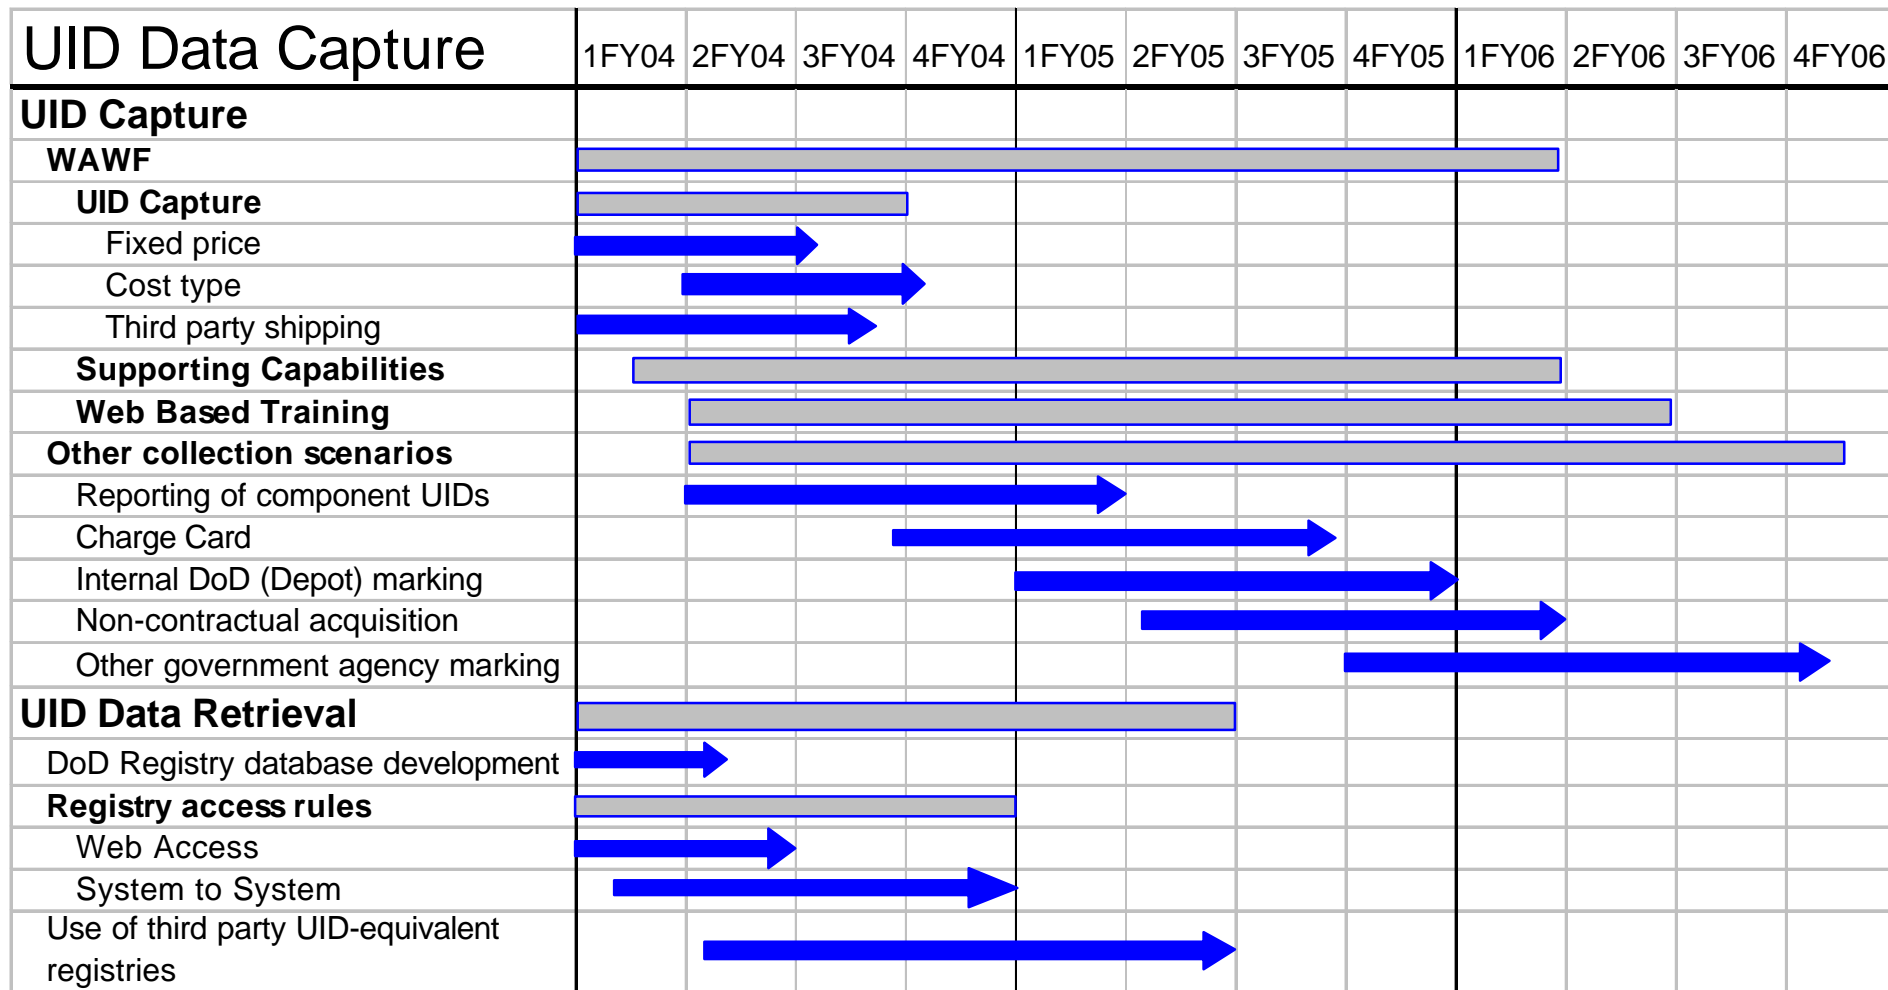 UID Data Capture 1FY04 2FY04 3FY04 4FY04 1FY05 2FY05 3FY05 4FY05 1FY06 2FY06 3FY06 4FY06
UID Capture
WAWF
UID Capture
Fixed price
Cost type
Third party shipping
Supporting Capabilities
Web Based Training
Other collection scenarios
Reporting of component UIDs
Charge Card
Internal DoD (Depot) marking
Non-contractual acquisition
Other government agency marking
UID Data Retrieval
DoD Registry database development
Registry access rules
Web Access
System to System
Use of third party UID-equivalent
registries